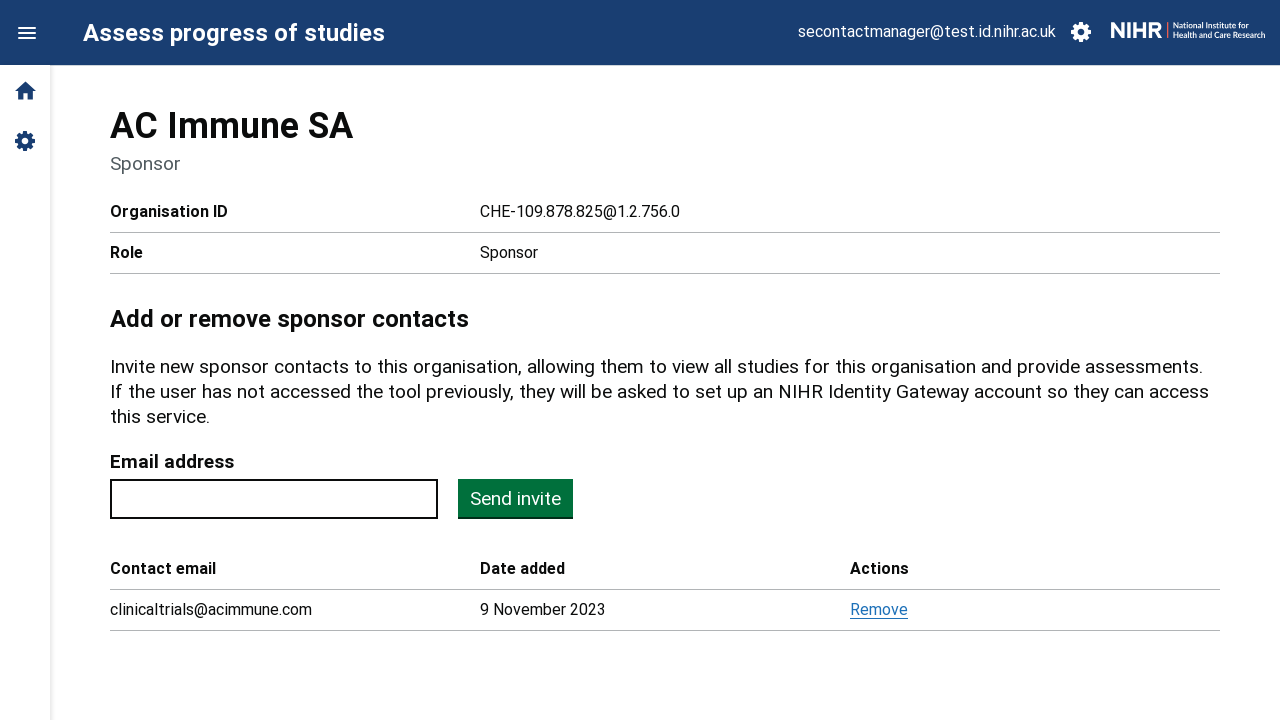 Assess progress of studies
secontactmanager@test.id.nihr.ac.uk
NIHR | National Institute for
Health and Care Research
AC Immune SA
Sponsor
Organisation ID CHE-109.878.825@1.2.756.0
Role Sponsor
Add or remove sponsor contacts
Invite new sponsor contacts to this organisation, allowing them to view all studies for this organisation and provide assessments.
If the user has not accessed the tool previously, they will be asked to set up an NIHR Identity Gateway account so they can access
this service.
Email address
Send invite
Contact email Date added Actions
clinicaltrials@acimmune.com 9 November 2023 Remove